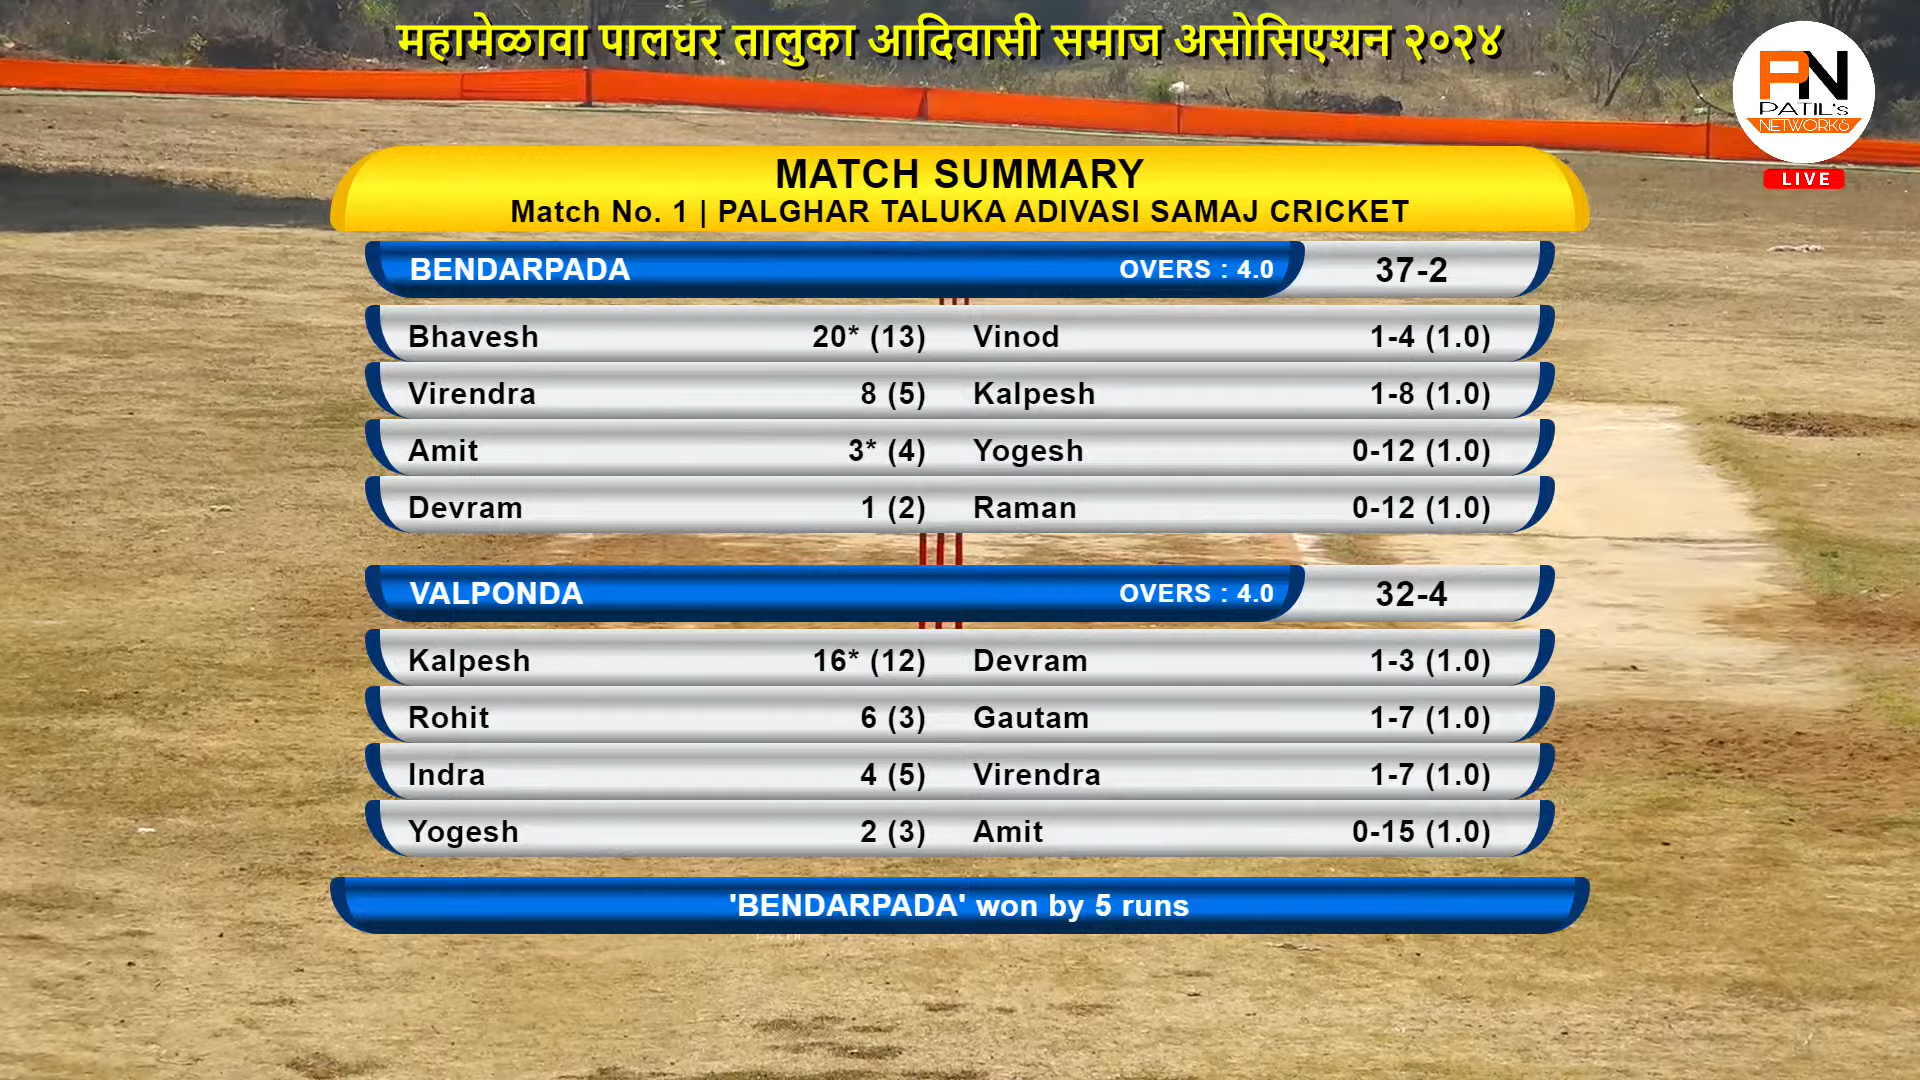 महामेळावा पालघर तालुका आदिवासी समाज असोसिएशन २०२४
PN
PATIL's
NETWORKS
LIVE
MATCH SUMMARY
Match No. 1 | PALGHAR TALUKA ADIVASI SAMAJ CRICKET
BENDARPADA OVERS : 4.0 37-2
Bhavesh 20* (13) Vinod 1-4 (1.0)
Virendra 8 (5) Kalpesh 1-8 (1.0)
Amit 3* (4) Yogesh 0-12 (1.0)
Devram 1 (2) Raman 0-12 (1.0)
VALPONDA OVERS : 4.0 32-4
Kalpesh 16* (12) Devram 1-3 (1.0)
Rohit 6 (3) Gautam 1-7 (1.0)
Indra 4 (5) Virendra 1-7 (1.0)
Yogesh 2 (3) Amit 0-15 (1.0)
'BENDARPADA' won by 5 runs